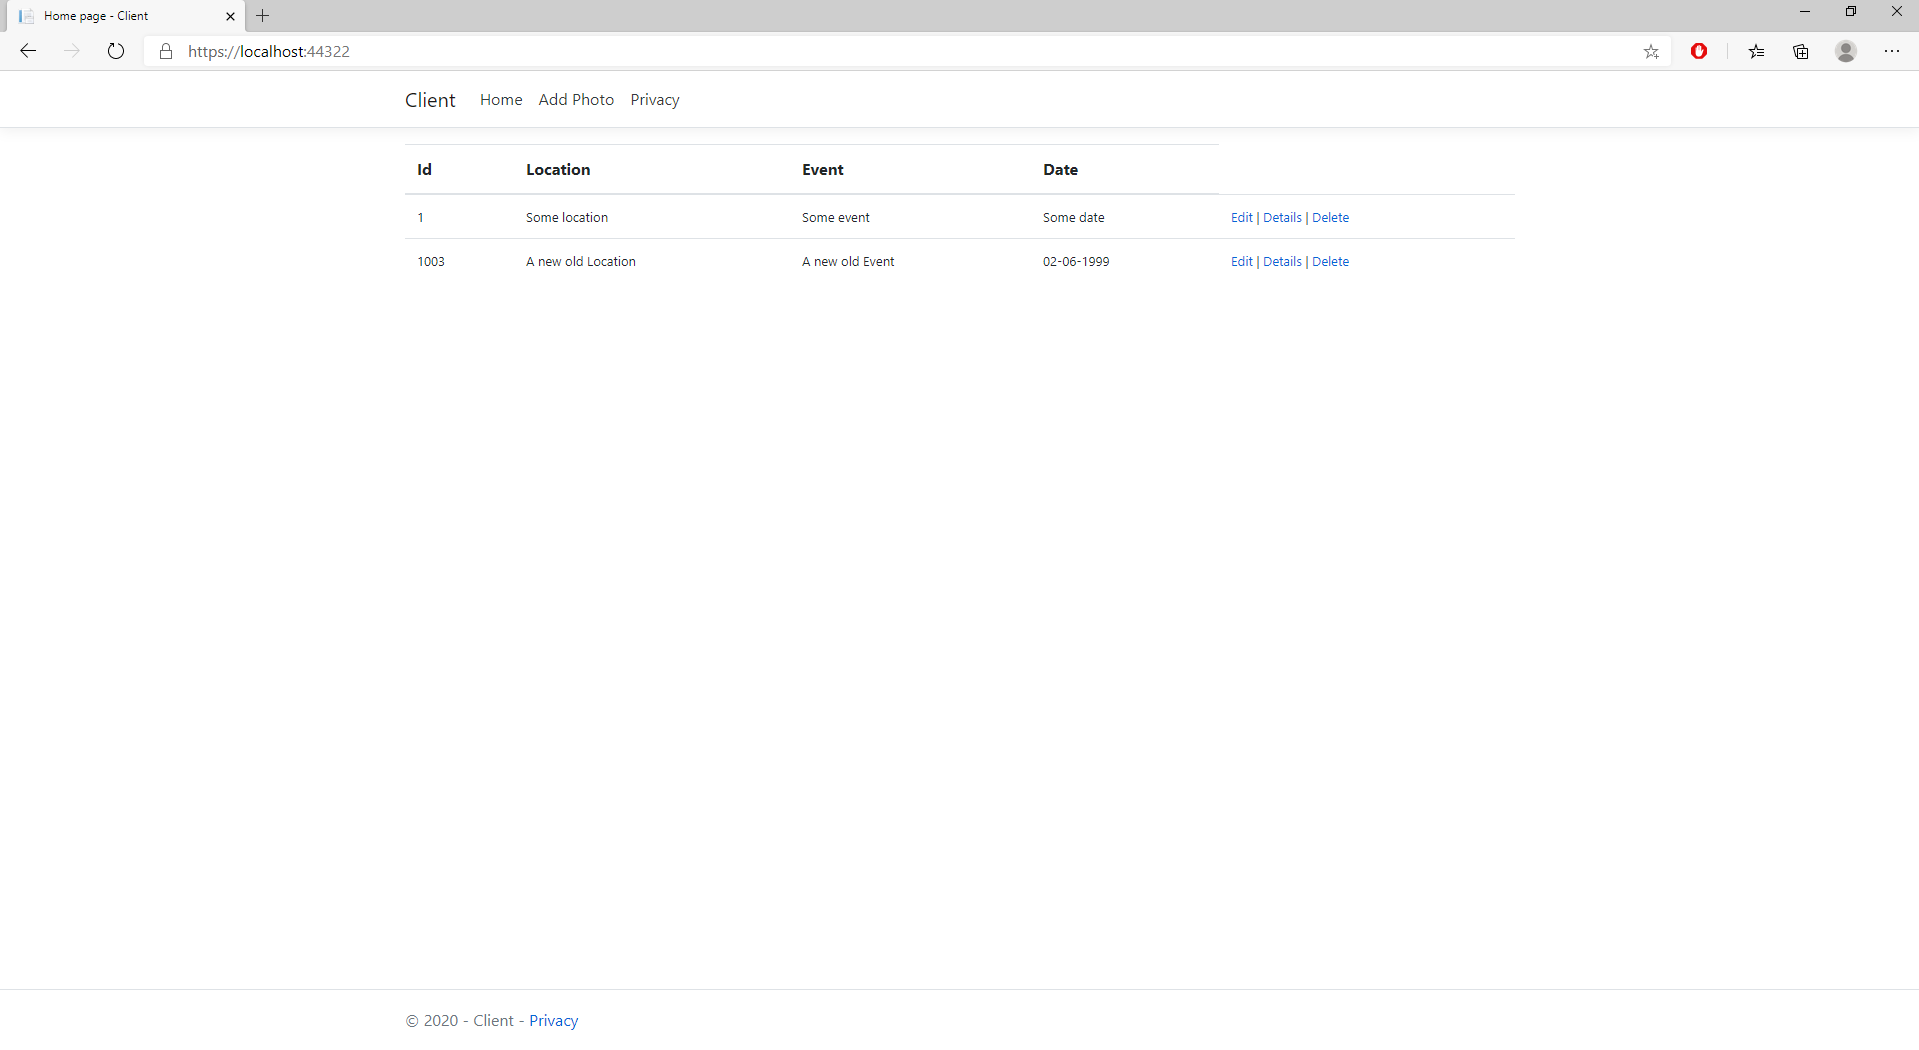 Home page - Client
https://localhost:44322
Client Home Add Photo Privacy
Id Location Event Date
1 Some location Some event Some date Edit | Details | Delete
1003 A new old Location A new old Event 02-06-1999 Edit | Details | Delete
© 2020 - Client - Privacy